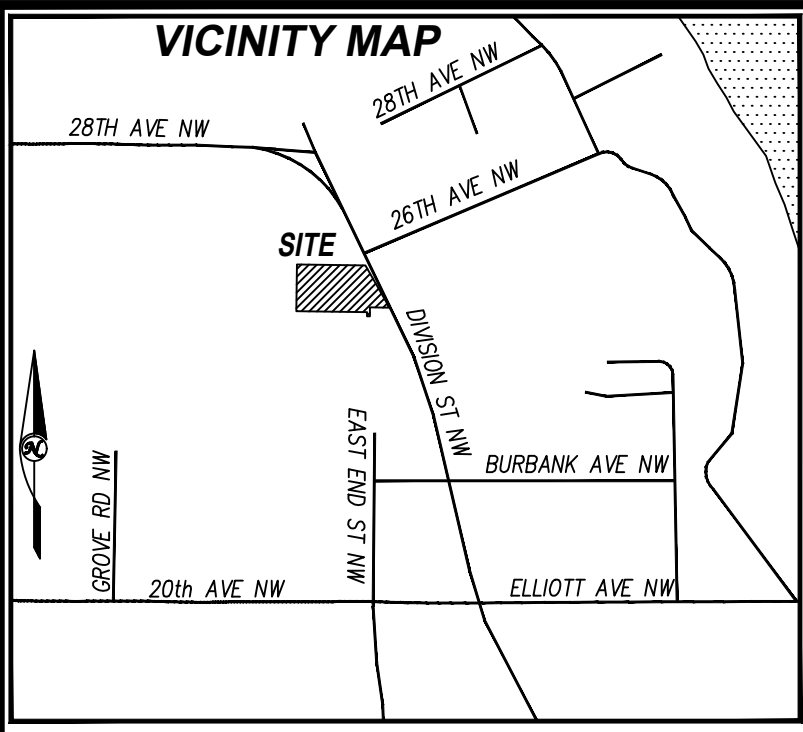 VICINITY MAP
28TH AVE NW
28TH AVE NW
26TH AVE NW
SITE
DIVISION ST NW
N
EAST END ST NW
BURBANK AVE NW
GROVE RD NW
20th AVE NW
ELLIOTT AVE NW